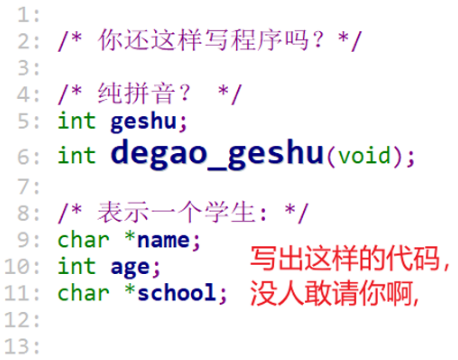 1:
2: /* 你还这样写程序吗? */
3:
4: /* 纯拼音? */
5: int geshu;
6: int degao_geshu(void);
7:
8: /* 表示一个学生: */
9: char *name;
10: int age;
11: char *school;
12:
13:
写出这样的代码，
没人敢请你啊,